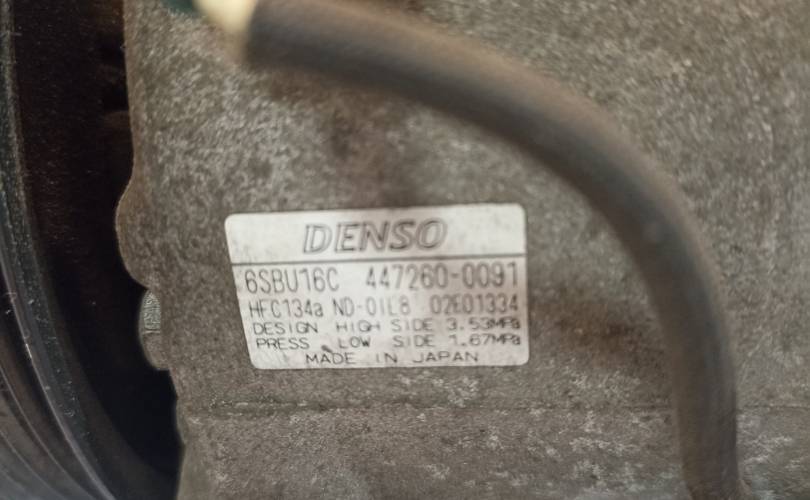 DENSO
6SBU16C 447260-0091
HFC134a ND-OIL8 02E01334
DESIGN HIGH SIDE 3.53MPa
PRESS. LOW SIDE 1.67MPa
MADE IN JAPAN